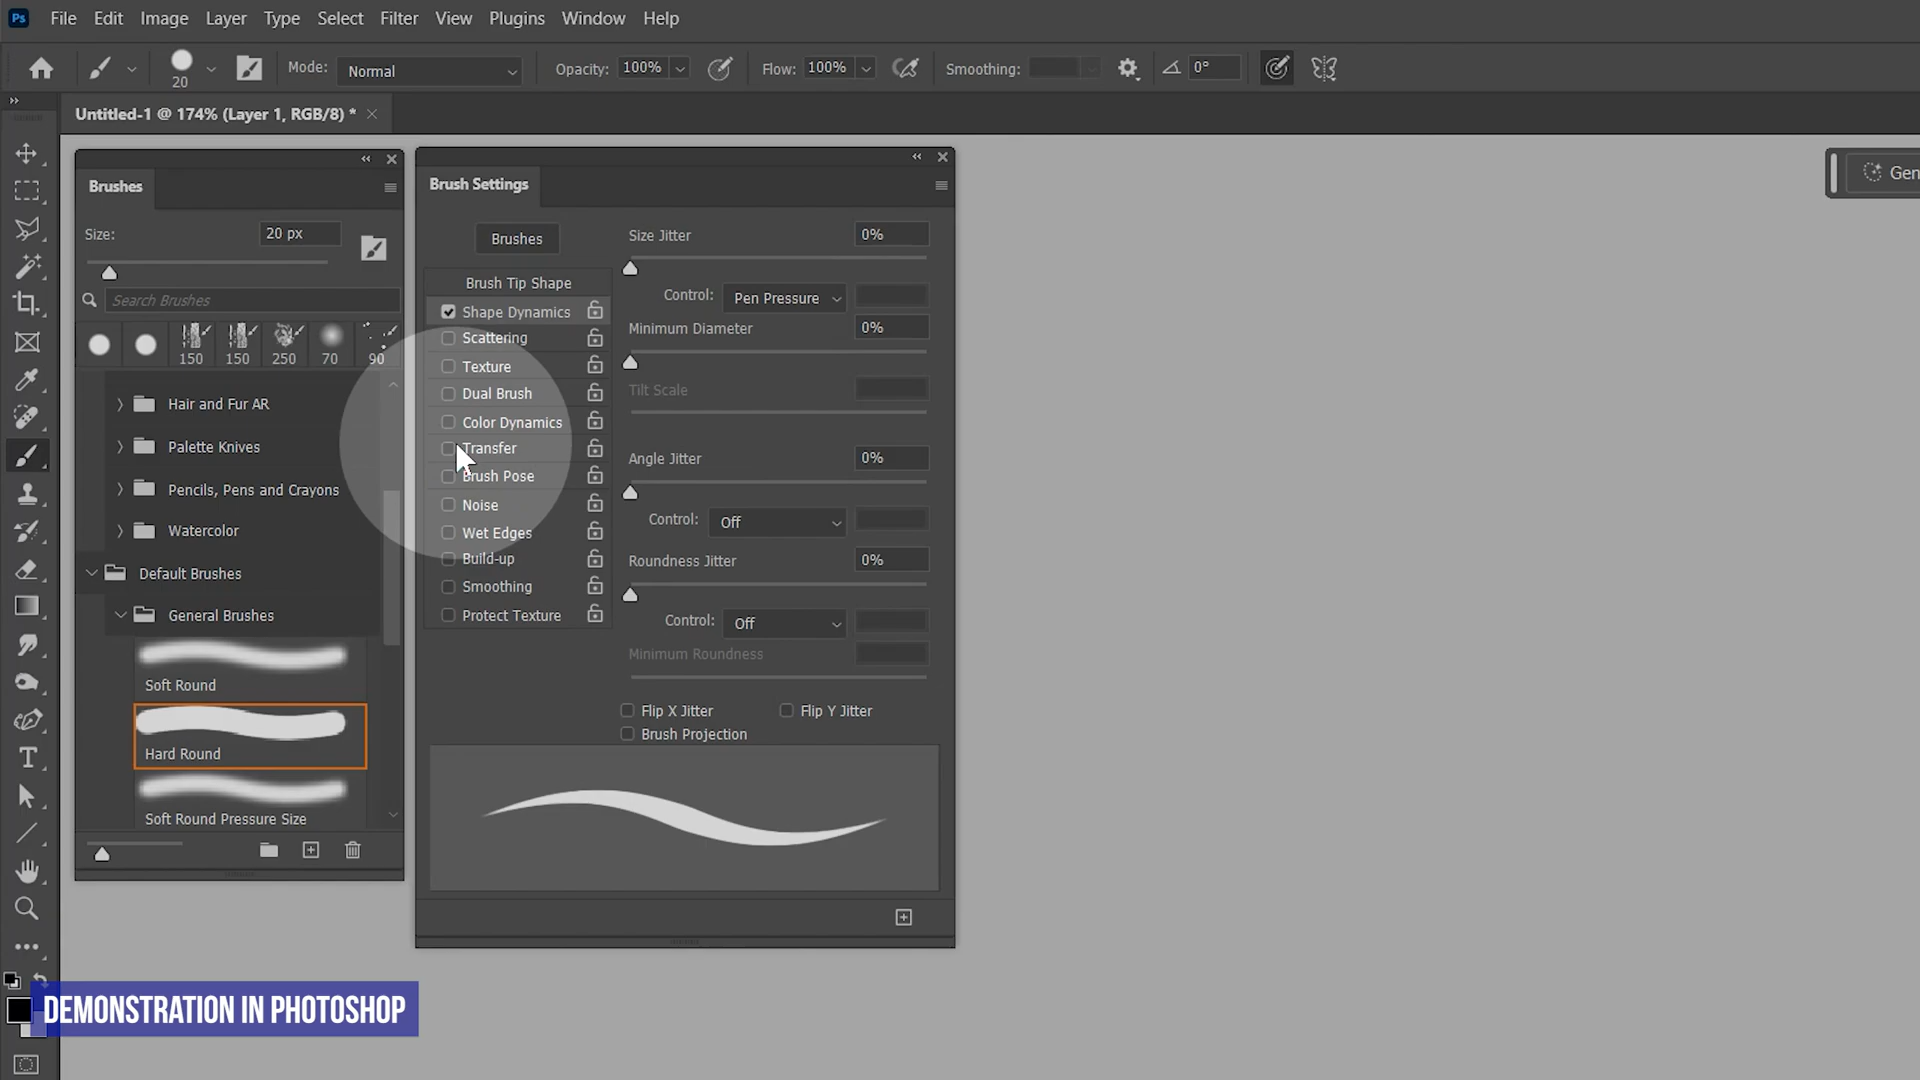 Ps File Edit Image Layer Type Select Filter View Plugins Window Help
20 Mode: Normal Opacity: 100% Flow: 100% Smoothing: 0°
Untitled-1 @ 174% (Layer 1, RGB/8) *
Brushes
Size: 20 px
Search Brushes
150 150 250 70 90
Hair and Fur AR
Palette Knives
Pencils, Pens and Crayons
Watercolor
Default Brushes
General Brushes
Soft Round
Hard Round
Soft Round Pressure Size
Brush Settings
Brushes
Brush Tip Shape
Shape Dynamics
Scattering
Texture
Dual Brush
Color Dynamics
Transfer
Brush Pose
Noise
Wet Edges
Build-up
Smoothing
Protect Texture
Size Jitter 0%
Control: Pen Pressure
Minimum Diameter 0%
Tilt Scale
Angle Jitter 0%
Control: Off
Roundness Jitter 0%
Control: Off
Minimum Roundness
Flip X Jitter Flip Y Jitter
Brush Projection
Gen
T
DEMONSTRATION IN PHOTOSHOP